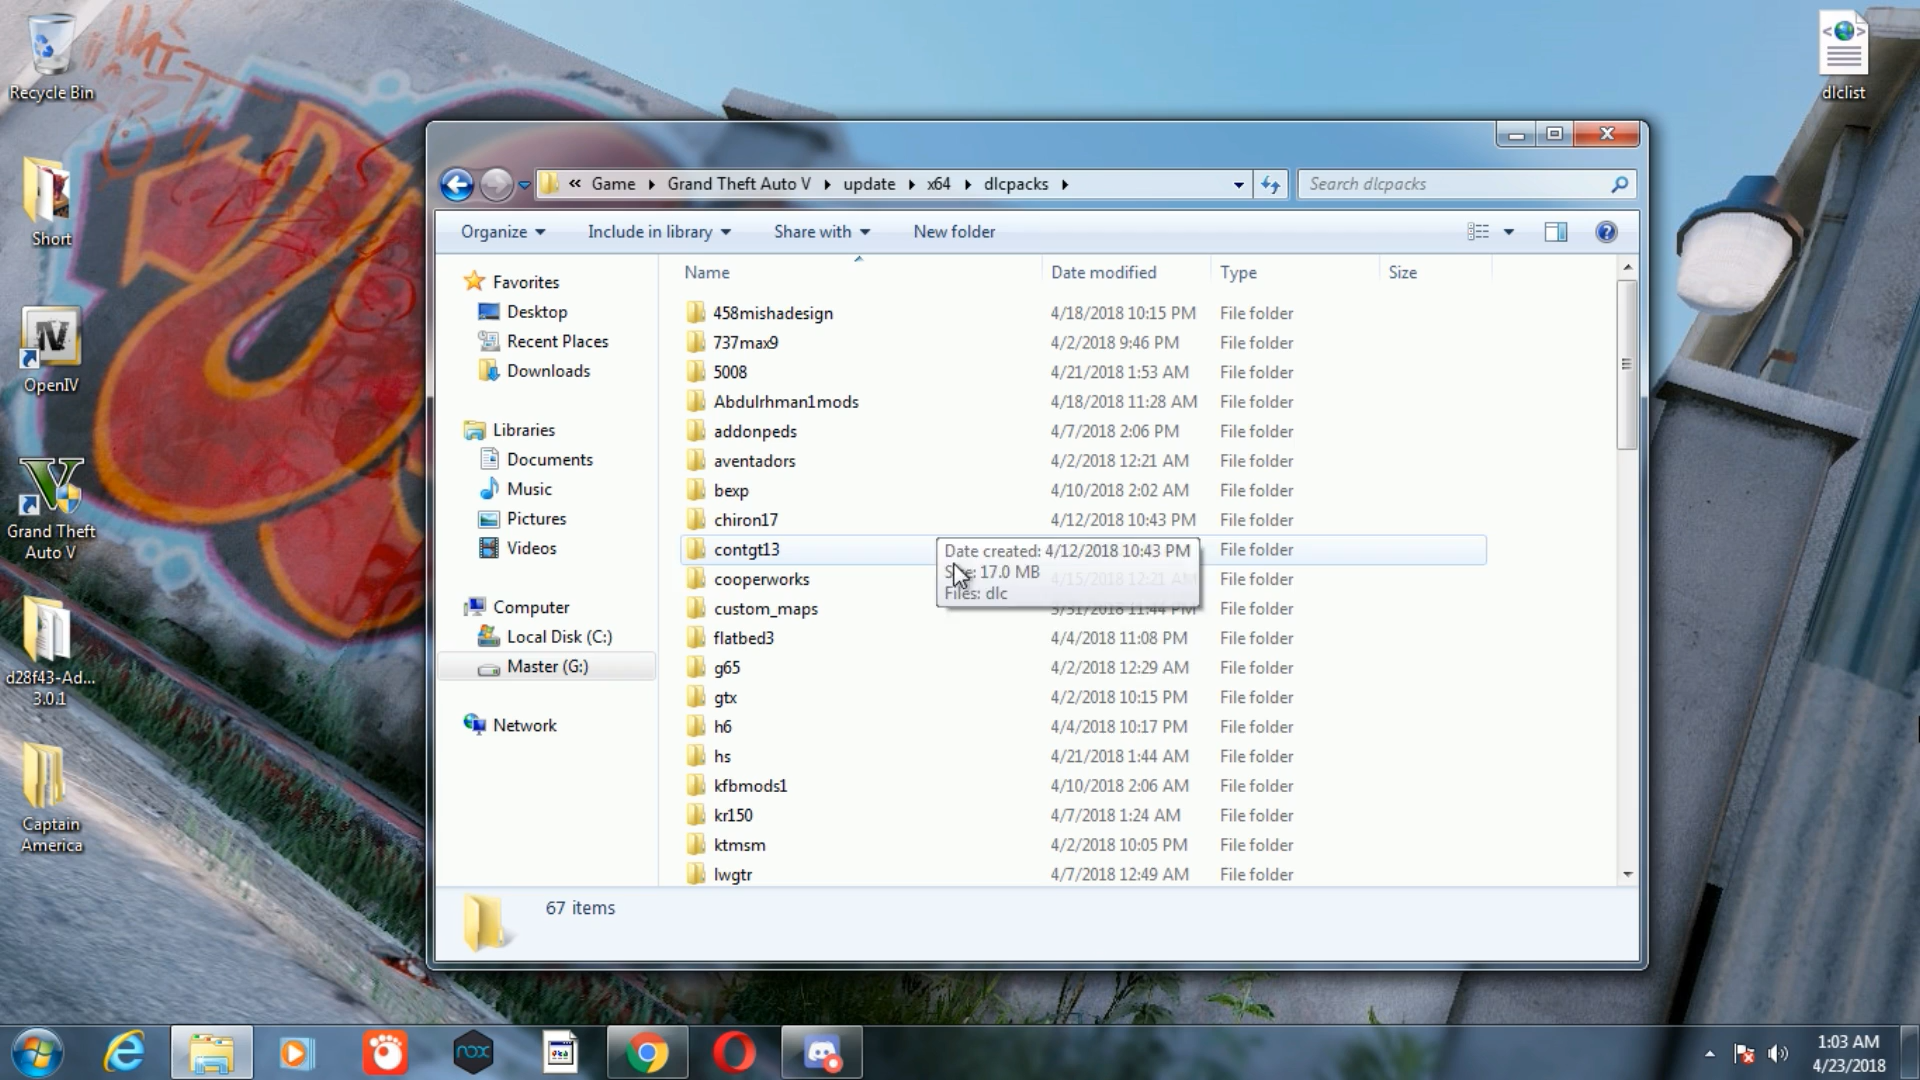 Recycle Bin
Short
OpenIV
Grand Theft
Auto V
d28f43-Ad...
3.0.1
Captain
America
dlclist
« Game ▸ Grand Theft Auto V ▸ update ▸ x64 ▸ dlcpacks ▸
Search dlcpacks
Organize Include in library Share with New folder
Favorites
Desktop
Recent Places
Downloads
Libraries
Documents
Music
Pictures
Videos
Computer
Local Disk (C:)
Master (G:)
Network
Name Date modified Type Size
458mishadesign 4/18/2018 10:15 PM File folder
737max9 4/2/2018 9:46 PM File folder
5008 4/21/2018 1:53 AM File folder
Abdulrhman1mods 4/18/2018 11:28 AM File folder
addonpeds 4/7/2018 2:06 PM File folder
aventadors 4/2/2018 12:21 AM File folder
bexp 4/10/2018 2:02 AM File folder
chiron17 4/12/2018 10:43 PM File folder
contgt13 File folder
cooperworks 4/15/2018 12:21 AM File folder
custom_maps 3/31/2018 11:44 PM File folder
flatbed3 4/4/2018 11:08 PM File folder
g65 4/2/2018 12:29 AM File folder
gtx 4/2/2018 10:15 PM File folder
h6 4/4/2018 10:17 PM File folder
hs 4/21/2018 1:44 AM File folder
kfbmods1 4/10/2018 2:06 AM File folder
kr150 4/7/2018 1:24 AM File folder
ktmsm 4/2/2018 10:05 PM File folder
lwgtr 4/7/2018 12:49 AM File folder
Date created: 4/12/2018 10:43 PM
Size: 17.0 MB
Files: dlc
67 items
nox
1:03 AM
4/23/2018